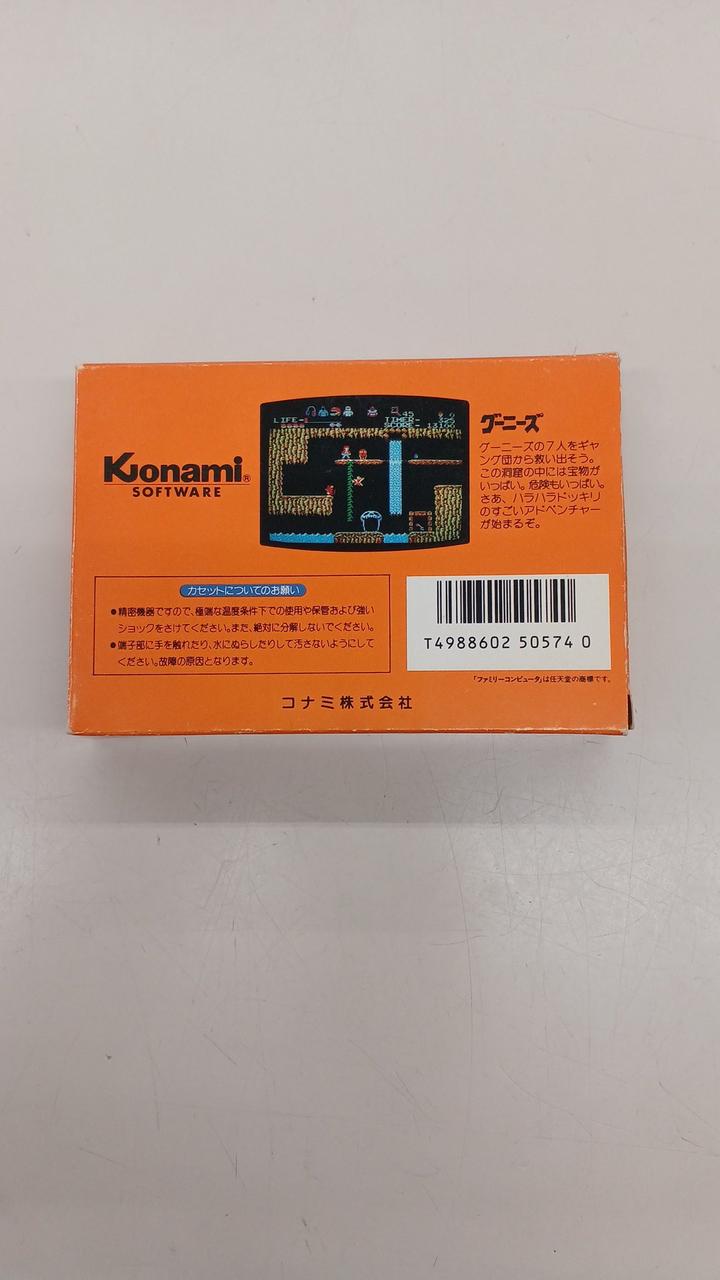 Konami®
SOFTWARE
LIFE-
45
TIMER-
SCORE-
グーニーズ
グーニーズの7人をギャ
ング団から救い出そう。
この洞窟の中には宝物が
いっぱい。危険もいっぱい。
さあ、ハラハラドッキリ
のすごいアドベンチャー
が始まるぞ。
カセットについてのお願い
●精密機器ですので、極端な温度条件下での使用や保管および強い
ショックをさけてください。また、絶対に分解しないでください。
●端子部に手を触れたり、水にぬらしたりして汚さないようにして
ください。故障の原因となります。
T4988602 50574 0
「ファミリーコンピュータ」は任天堂の商標です。
コナミ株式会社